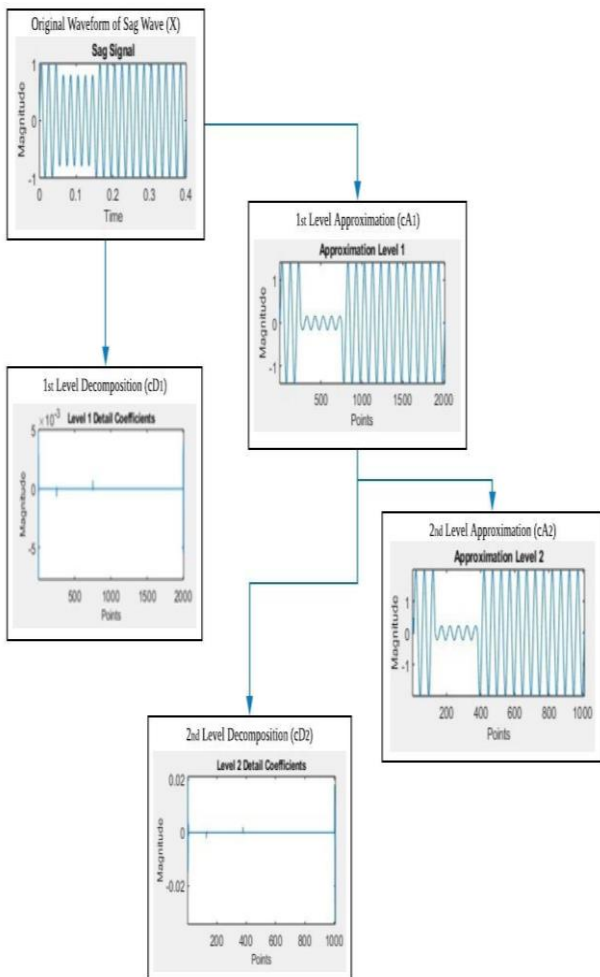 Original Waveform of Sag Wave (X)
Sag Signal
Magnitude
1
0
-1
0 0.1 0.2 0.3 0.4
Time
1st Level Approximation (cA1)
Approximation Level 1
Magnitude
1
0
-1
500 1000 1500 2000
Points
1st Level Decomposition (cD1)
× 10-3 Level 1 Detail Coefficients
Magnitude
5
0
-5
500 1000 1500 2000
Points
2nd Level Approximation (cA2)
Approximation Level 2
Magnitude
1
0
-1
200 400 600 800 1000
Points
2nd Level Decomposition (cD2)
Level 2 Detail Coefficients
Magnitude
0.02
0
-0.02
200 400 600 800 1000
Points